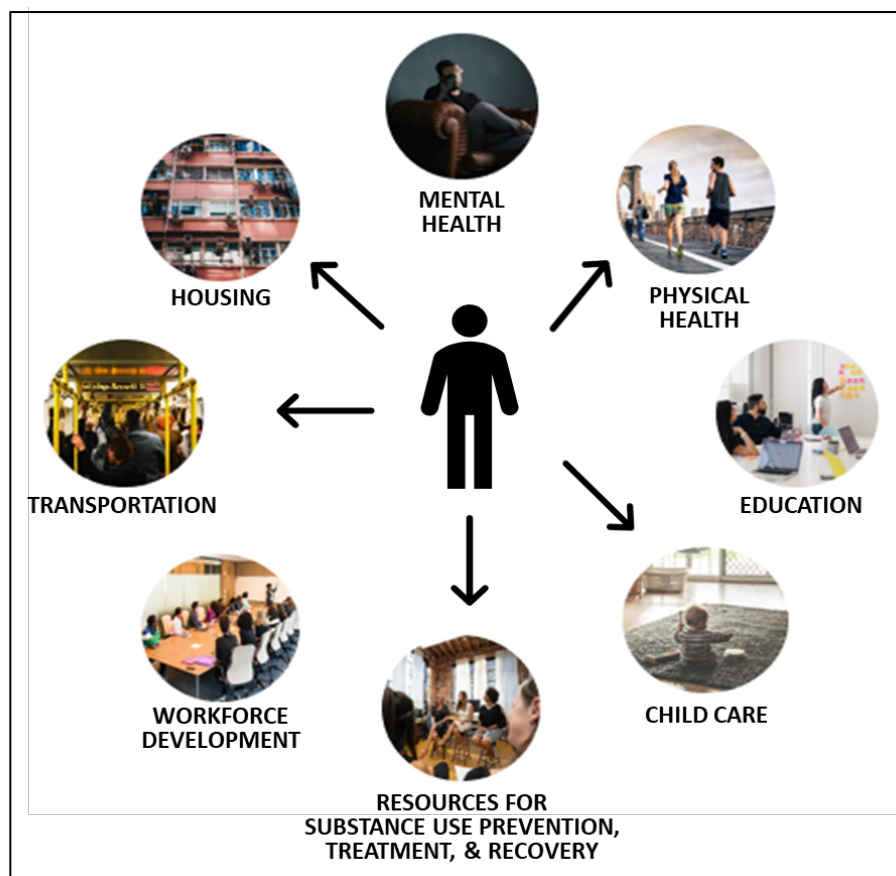 MENTAL
HEALTH
HOUSING
PHYSICAL
HEALTH
TRANSPORTATION
EDUCATION
WORKFORCE
DEVELOPMENT
CHILD CARE
RESOURCES FOR
SUBSTANCE USE PREVENTION,
TREATMENT, & RECOVERY